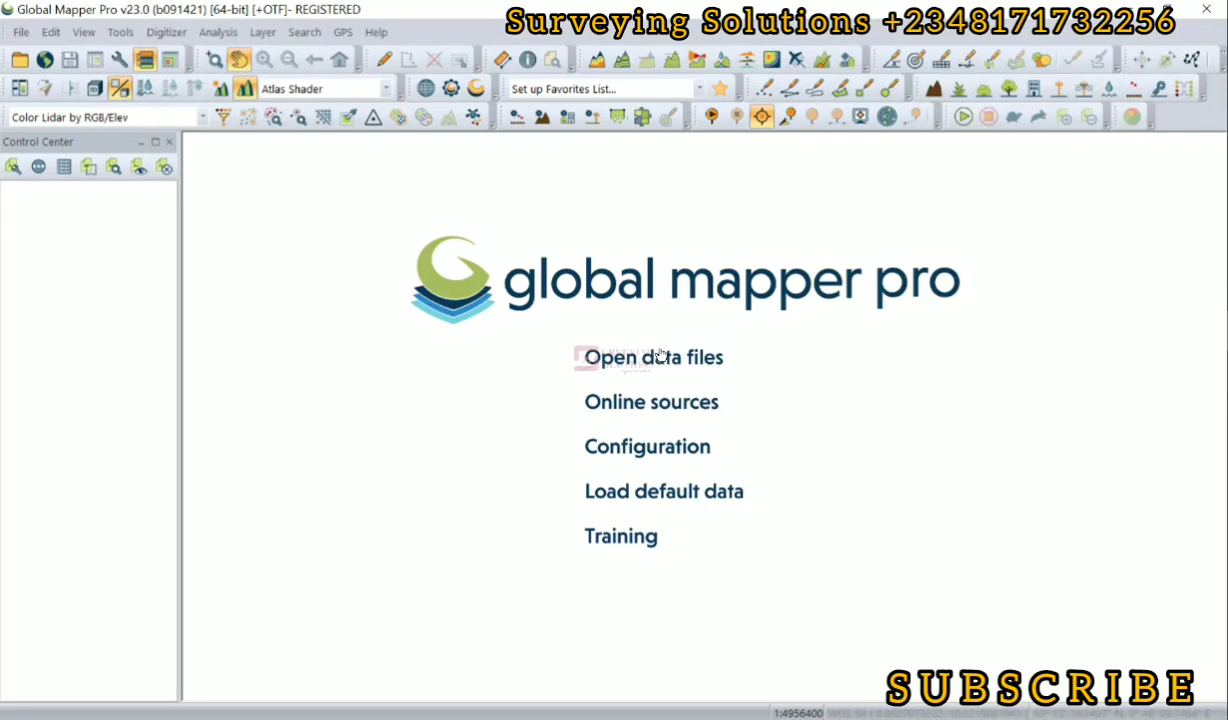 Global Mapper Pro v23.0 (b091421) [64-bit] [+OTF]- REGISTERED
Surveying Solutions +2348171732256
File Edit View Tools Digitizer Analysis Layer Search GPS Help
Atlas Shader
Set up Favorites List...
Color Lidar by RGB/Elev
Control Center
global mapper pro
Open data files
Online sources
Configuration
Load default data
Training
SUBSCRIBE
1:4956400